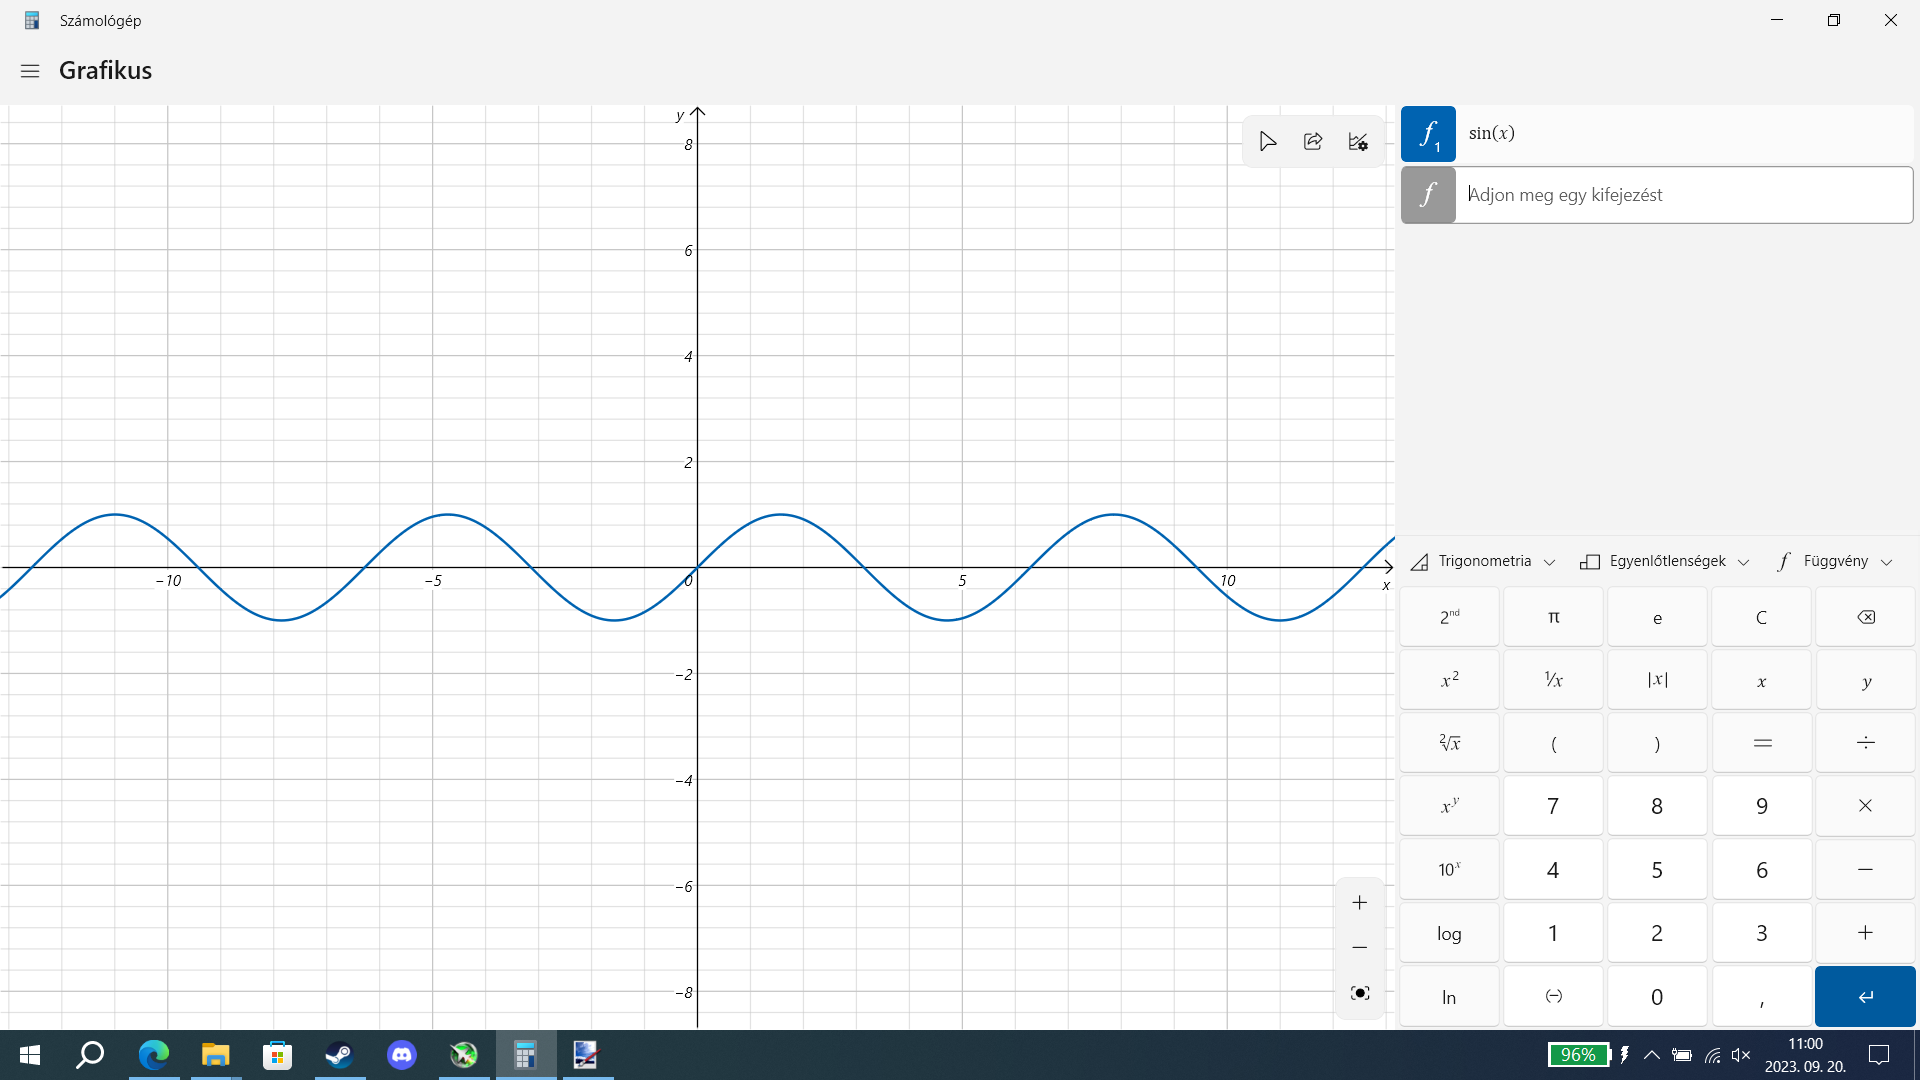 Számológép
Grafikus
y
8
6
4
2
−10
−5
0
5
10
x
−2
−4
−6
−8
f1 sin(x)
f Adjon meg egy kifejezést
Trigonometria Egyenlőtlenségek f Függvény
2nd π e C
x2 1/x |x| x y
2√x ( ) = ÷
xy 7 8 9 ×
10x 4 5 6 −
log 1 2 3 +
ln (−) 0 ,
96%
11:00
2023. 09. 20.